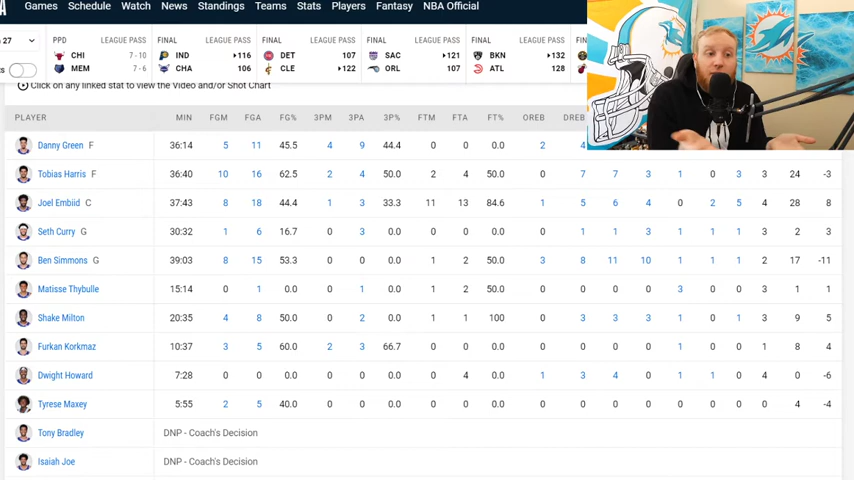 Games Schedule Watch News Standings Teams Stats Players Fantasy NBA Official
27 PPD LEAGUE PASS FINAL LEAGUE PASS FINAL LEAGUE PASS FINAL LEAGUE PASS FINAL LEAGUE PASS FI
CHI 7 - 10 IND 116 DET 107 SAC 121 BKN 132
MEM 7 - 6 CHA 106 CLE 122 ORL 107 ATL 128
Click on any linked stat to view the Video and/or Shot Chart
PLAYER MIN FGM FGA FG% 3PM 3PA 3P% FTM FTA FT% OREB DREB
Danny Green F 36:14 5 11 45.5 4 9 44.4 0 0 0.0 2 4
Tobias Harris F 36:40 10 16 62.5 2 4 50.0 2 4 50.0 0 7 7 3 1 0 3 3 24 -3
Joel Embiid C 37:43 8 18 44.4 1 3 33.3 11 13 84.6 1 5 6 4 0 2 5 4 28 8
Seth Curry G 30:32 1 6 16.7 0 3 0.0 0 0 0.0 0 1 1 3 1 1 1 3 2 3
Ben Simmons G 39:03 8 15 53.3 0 0 0.0 1 2 50.0 3 8 11 10 1 1 1 2 17 -11
Matisse Thybulle 15:14 0 1 0.0 0 1 0.0 1 2 50.0 0 0 0 0 3 0 0 3 1 1
Shake Milton 20:35 4 8 50.0 0 2 0.0 1 1 100 0 3 3 3 1 0 1 3 9 5
Furkan Korkmaz 10:37 3 5 60.0 2 3 66.7 0 0 0.0 0 0 0 0 1 0 0 1 8 4
Dwight Howard 7:28 0 0 0.0 0 0 0.0 0 4 0.0 1 3 4 0 1 1 0 4 0 -6
Tyrese Maxey 5:55 2 5 40.0 0 0 0.0 0 0 0.0 0 0 0 0 0 0 0 0 4 -4
Tony Bradley DNP - Coach's Decision
Isaiah Joe DNP - Coach's Decision